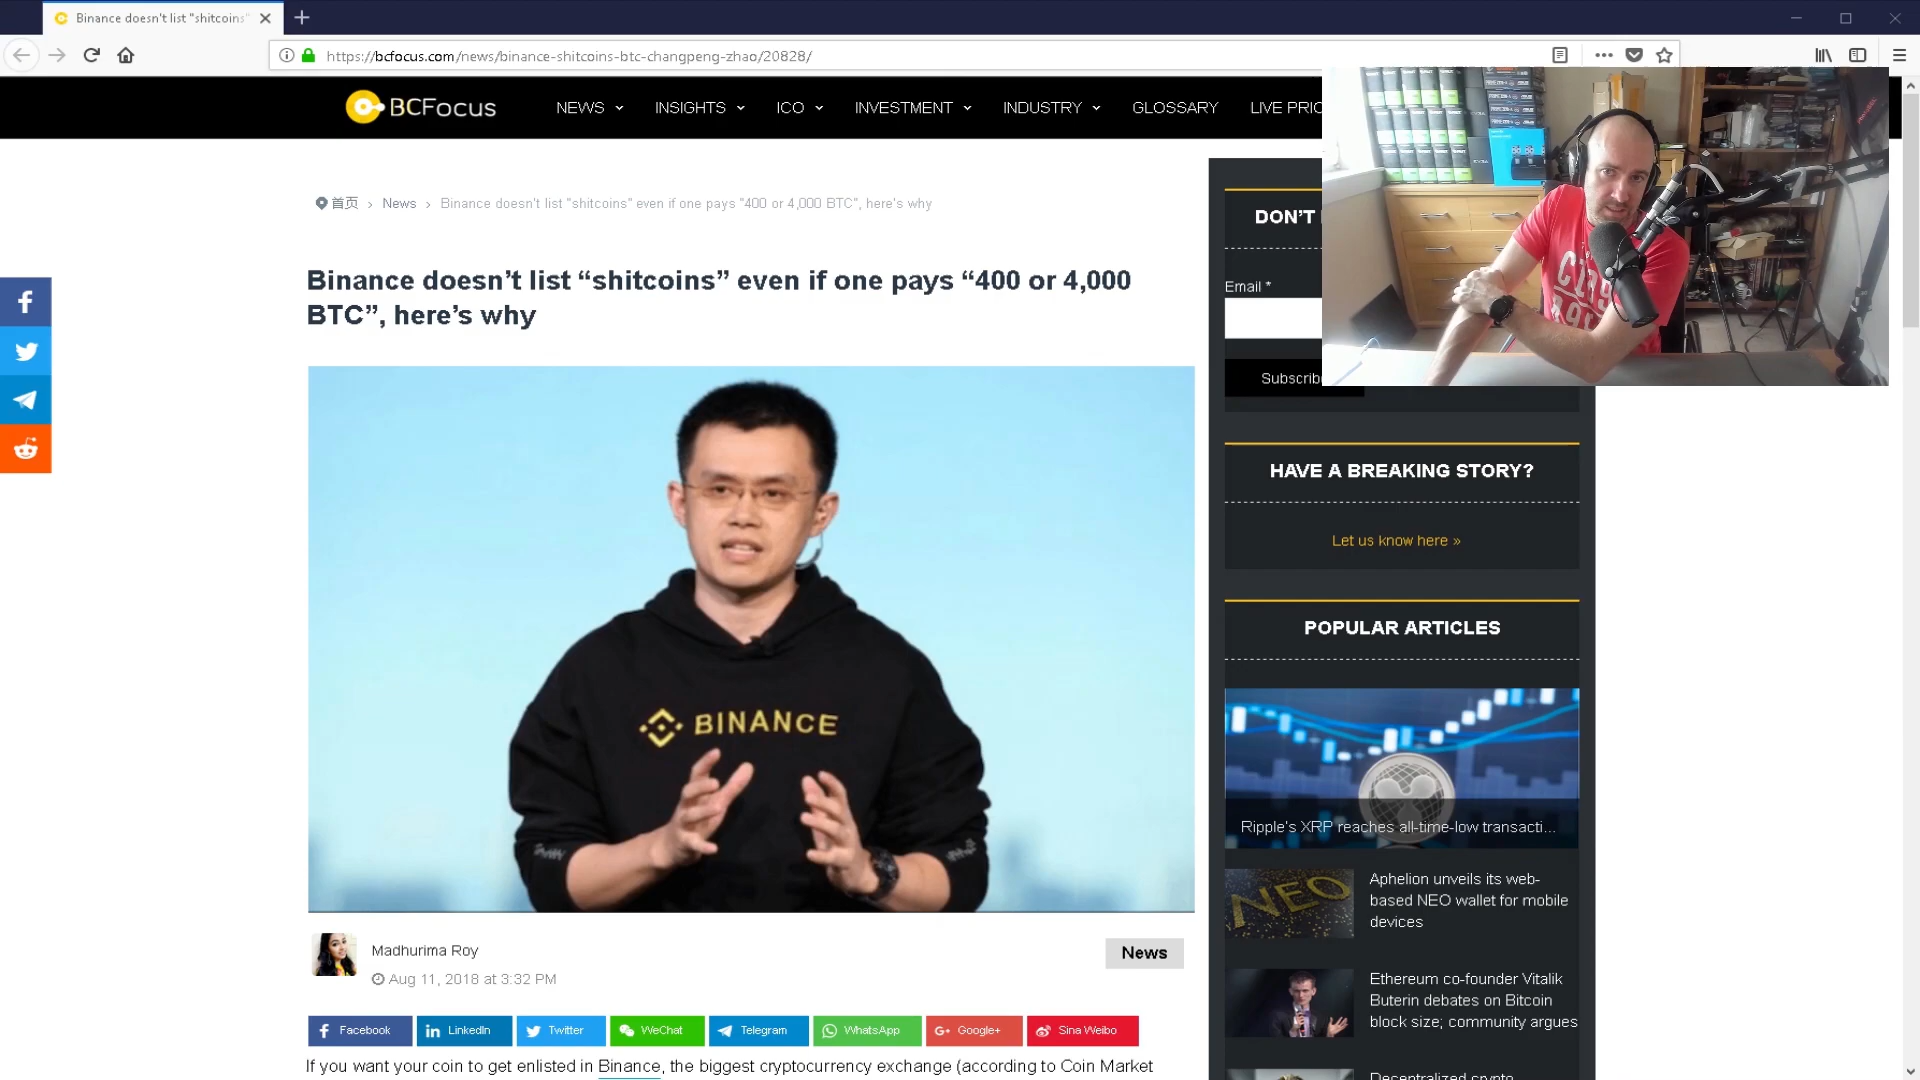 Binance doesn't list "shitcoins"
https://bcfocus.com/news/binance-shitcoins-btc-changpeng-zhao/20828/
BCFocus
NEWS
INSIGHTS
ICO
INVESTMENT
INDUSTRY
GLOSSARY
LIVE PRIC
首页 › News › Binance doesn't list "shitcoins" even if one pays "400 or 4,000 BTC", here's why
Binance doesn’t list “shitcoins” even if one pays “400 or 4,000
BTC”, here’s why
BINANCE
Madhurima Roy
Aug 11, 2018 at 3:32 PM
News
Facebook
LinkedIn
Twitter
WeChat
Telegram
WhatsApp
Google+
Sina Weibo
If you want your coin to get enlisted in Binance, the biggest cryptocurrency exchange (according to Coin Market
DON’T
Email *
Subscrib
HAVE A BREAKING STORY?
Let us know here »
POPULAR ARTICLES
Ripple's XRP reaches all-time-low transacti...
NEO
Aphelion unveils its web-
based NEO wallet for mobile
devices
Ethereum co-founder Vitalik
Buterin debates on Bitcoin
block size; community argues
Decentralized crypto